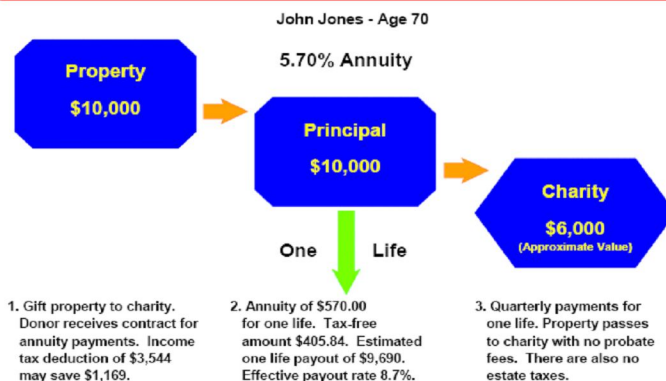 John Jones - Age 70
5.70% Annuity
Property
$10,000
Principal
$10,000
Charity
$6,000
(Approximate Value)
One Life
1. Gift property to charity.
Donor receives contract for
annuity payments. Income
tax deduction of $3,544
may save $1,169.
2. Annuity of $570.00
for one life. Tax-free
amount $405.84. Estimated
one life payout of $9,690.
Effective payout rate 8.7%.
3. Quarterly payments for
one life. Property passes
to charity with no probate
fees. There are also no
estate taxes.